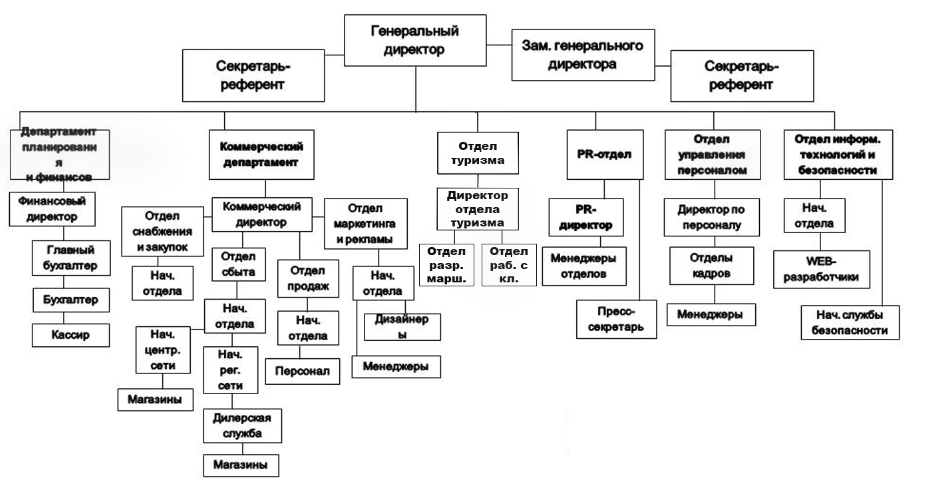 Генеральный
директор
Зам. генерального
директора
Секретарь-
референт
Секретарь-
референт
Департамент
планировани
я
и финансов
Коммерческий
департамент
Отдел
туризма
PR-отдел
Отдел
управления
персоналом
Отдел информ.
технологий и
безопасности
Финансовый
директор
Главный
бухгалтер
Бухгалтер
Кассир
Отдел
снабжения
и закупок
Нач.
отдела
Коммерческий
директор
Отдел
сбыта
Нач.
отдела
Нач.
центр.
сети
Магазины
Нач.
рег.
сети
Дилерская
служба
Магазины
Отдел
продаж
Нач.
отдела
Персонал
Отдел
маркетинга
и рекламы
Нач.
отдела
Дизайнер
ы
Менеджеры
Директор
отдела
туризма
Отдел
разр.
марш.
Отдел
раб. с
кл.
PR-
директор
Менеджеры
отделов
Пресс-
секретарь
Директор по
персоналу
Отделы
кадров
Менеджеры
Нач.
отдела
WEB-
разработчики
Нач. службы
безопасности